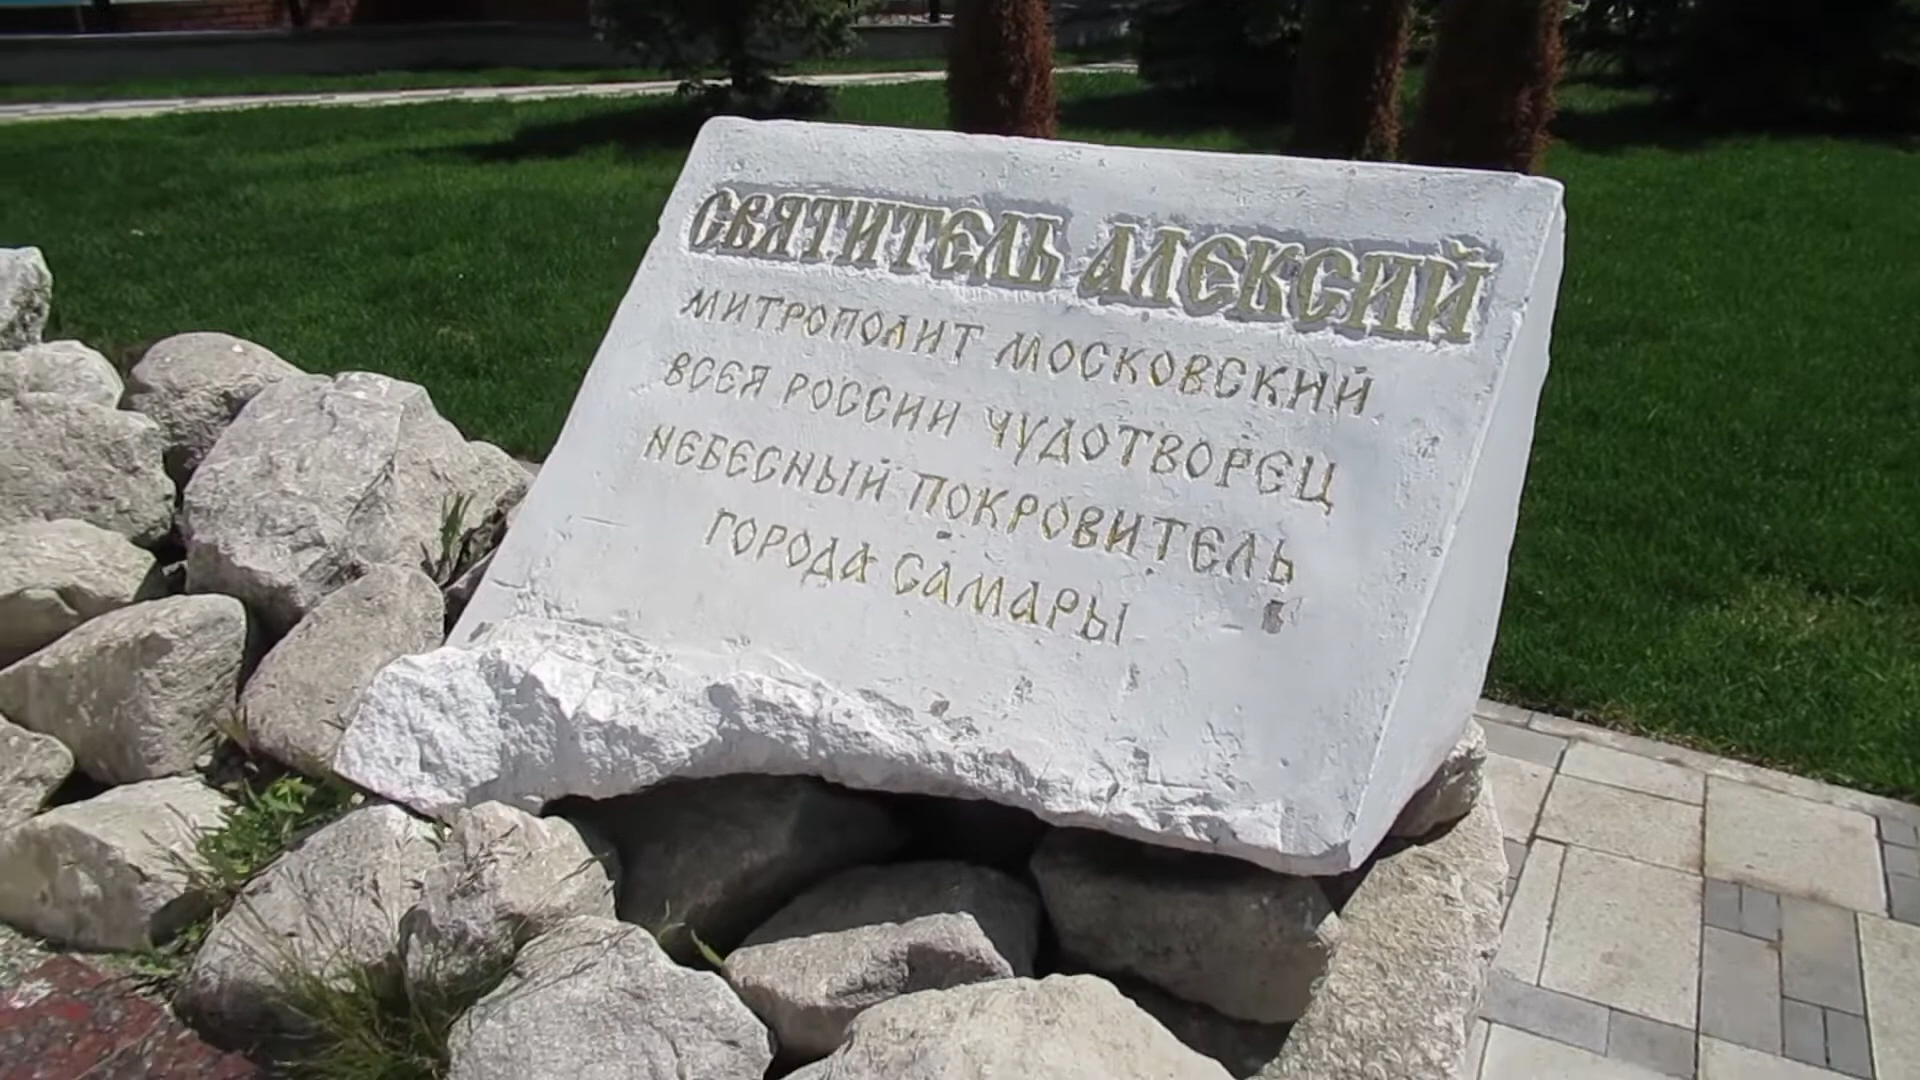 СВЯТИТЕЛЬ АЛЕКСИЙ
МИТРОПОЛИТ МОСКОВСКИЙ
ВСЕЯ РОССИИ ЧУДОТВОРЕЦ
НЕБЕСНЫЙ ПОКРОВИТЕЛЬ
ГОРОДА САМАРЫ